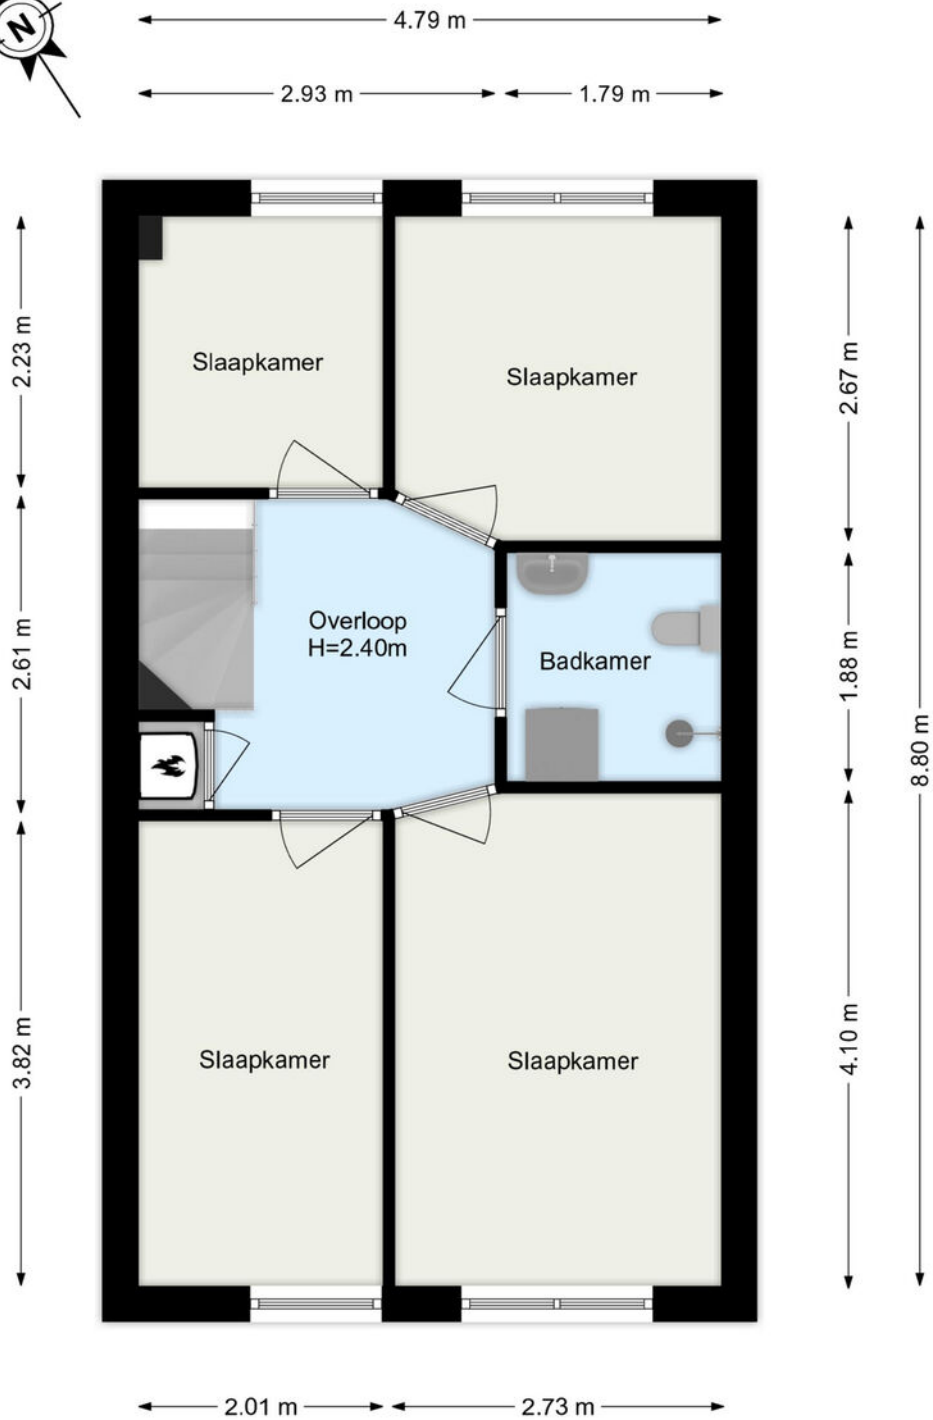 N
4.79 m
2.93 m
1.79 m
2.23 m
2.67 m
Slaapkamer
Slaapkamer
2.61 m
Overloop
H=2.40m
Badkamer
1.88 m
8.80 m
3.82 m
4.10 m
Slaapkamer
Slaapkamer
2.01 m
2.73 m